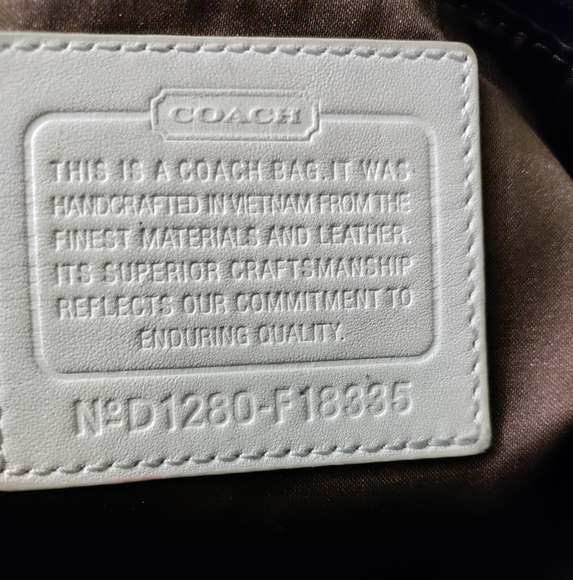 COACH
THIS IS A COACH BAG. IT WAS
HANDCRAFTED IN VIETNAM FROM THE
FINEST MATERIALS AND LEATHER.
ITS SUPERIOR CRAFTSMANSHIP
REFLECTS OUR COMMITMENT TO
ENDURING QUALITY.
NºD1280-F18335